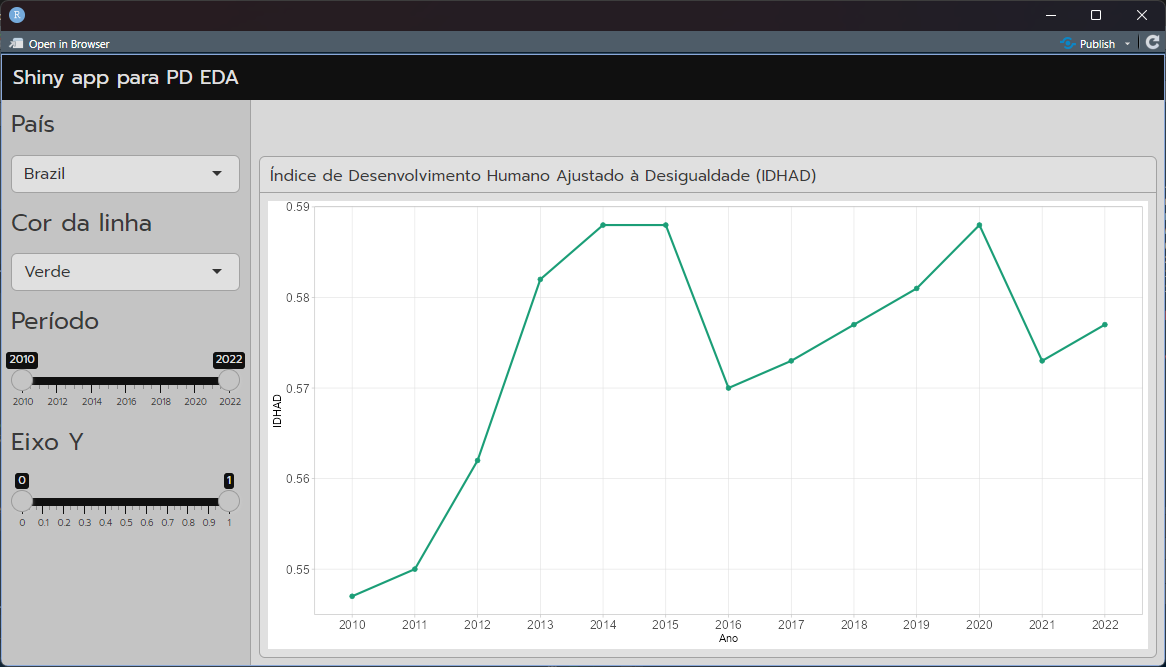 R
Open in Browser
Publish
Shiny app para PD EDA
País
Brazil
Cor da linha
Verde
Período
2010 2022
2010 2012 2014 2016 2018 2020 2022
Eixo Y
0 1
0 0.1 0.2 0.3 0.4 0.5 0.6 0.7 0.8 0.9 1
Índice de Desenvolvimento Humano Ajustado à Desigualdade (IDHAD)
0.59
0.58
0.57
0.56
0.55
IDHAD
2010 2011 2012 2013 2014 2015 2016 2017 2018 2019 2020 2021 2022
Ano